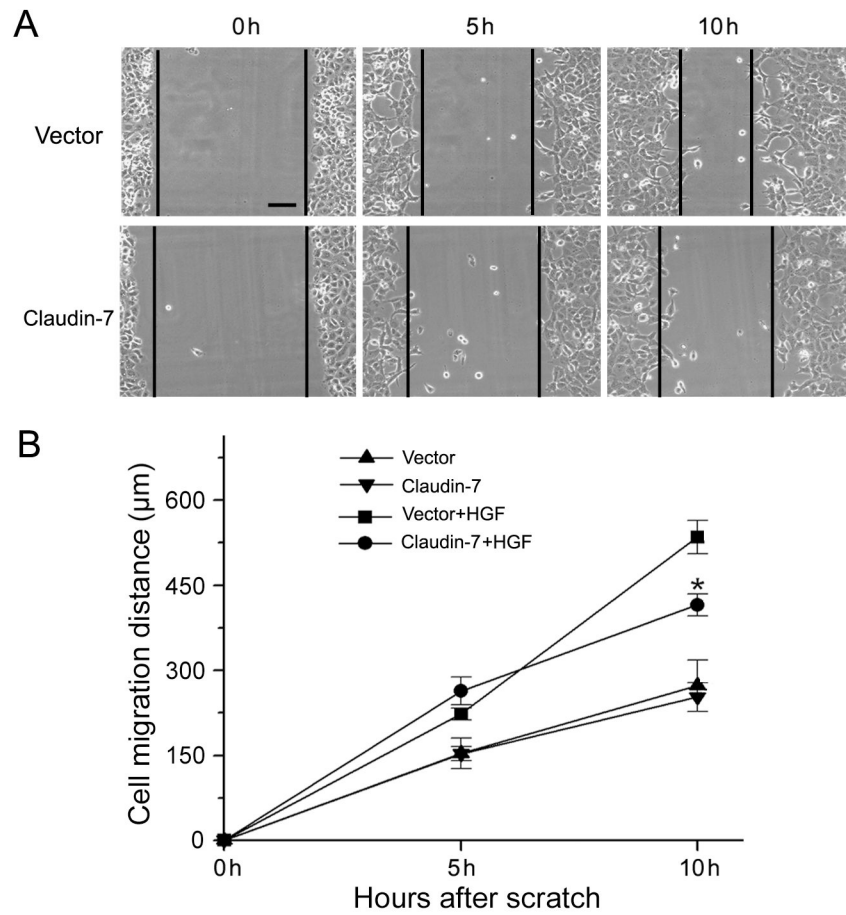 A
0h 5h 10h
Vector
Claudin-7
B
Cell migration distance (μm)
600
450
300
150
0
Vector
Claudin-7
Vector+HGF
Claudin-7+HGF
*
0h 5h 10h
Hours after scratch